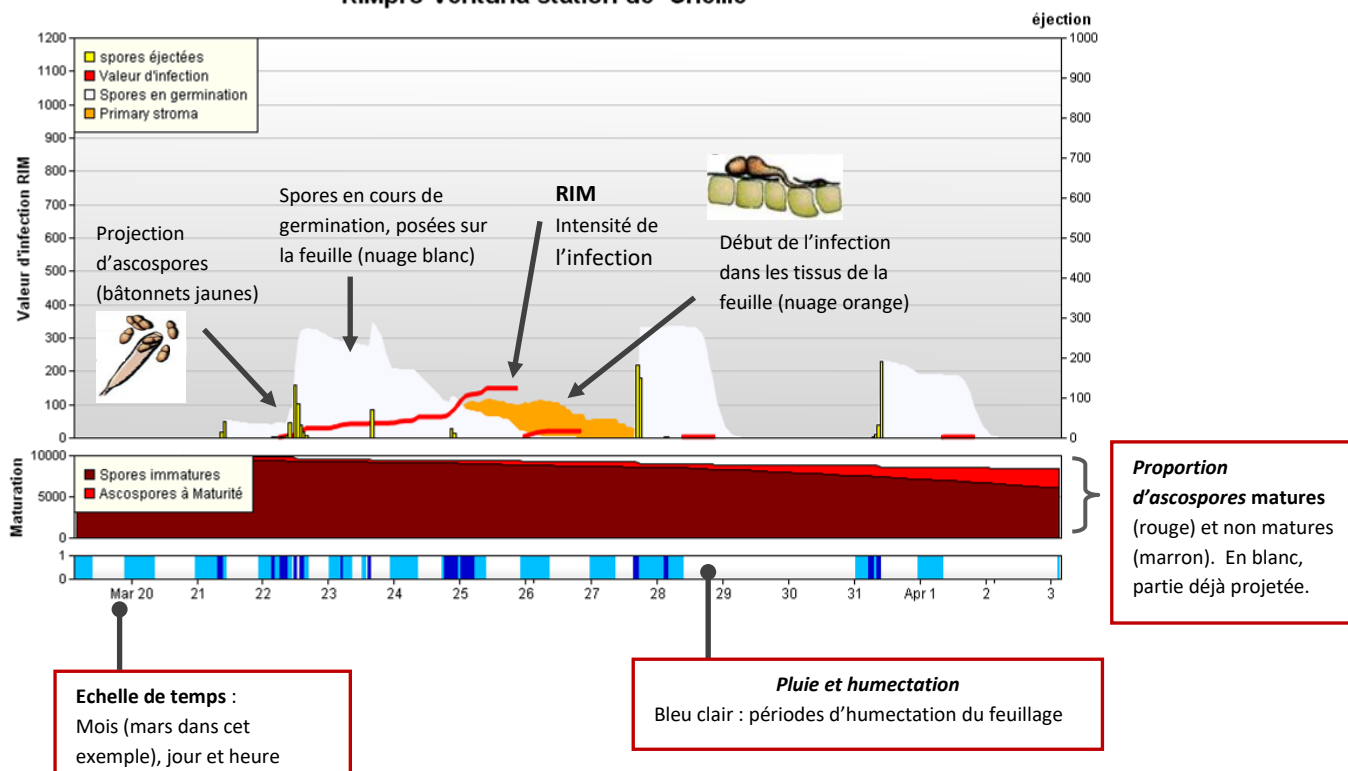 RIMpro Venturia station de Cheille
éjection
1200
1100
1000
900
800
700
600
500
400
300
200
100
0
Valeur d'infection RIM
spores éjectées
Valeur d'infection
Spores en germination
Primary stroma
1000
900
800
700
600
500
400
300
200
100
0
Projection
d'ascospores
(bâtonnets jaunes)
Spores en cours de
germination, posées sur
la feuille (nuage blanc)
RIM
Intensité de
l'infection
Début de l'infection
dans les tissus de la
feuille (nuage orange)
Maturation
10000
5000
0
Spores immatures
Ascospores à Maturité
1
0
Mar 20 21 22 23 24 25 26 27 28 29 30 31 Apr 1 2 3
Proportion
d'ascospores matures
(rouge) et non matures
(marron). En blanc,
partie déjà projetée.
Echelle de temps :
Mois (mars dans cet
exemple), jour et heure
Pluie et humectation
Bleu clair : périodes d'humectation du feuillage